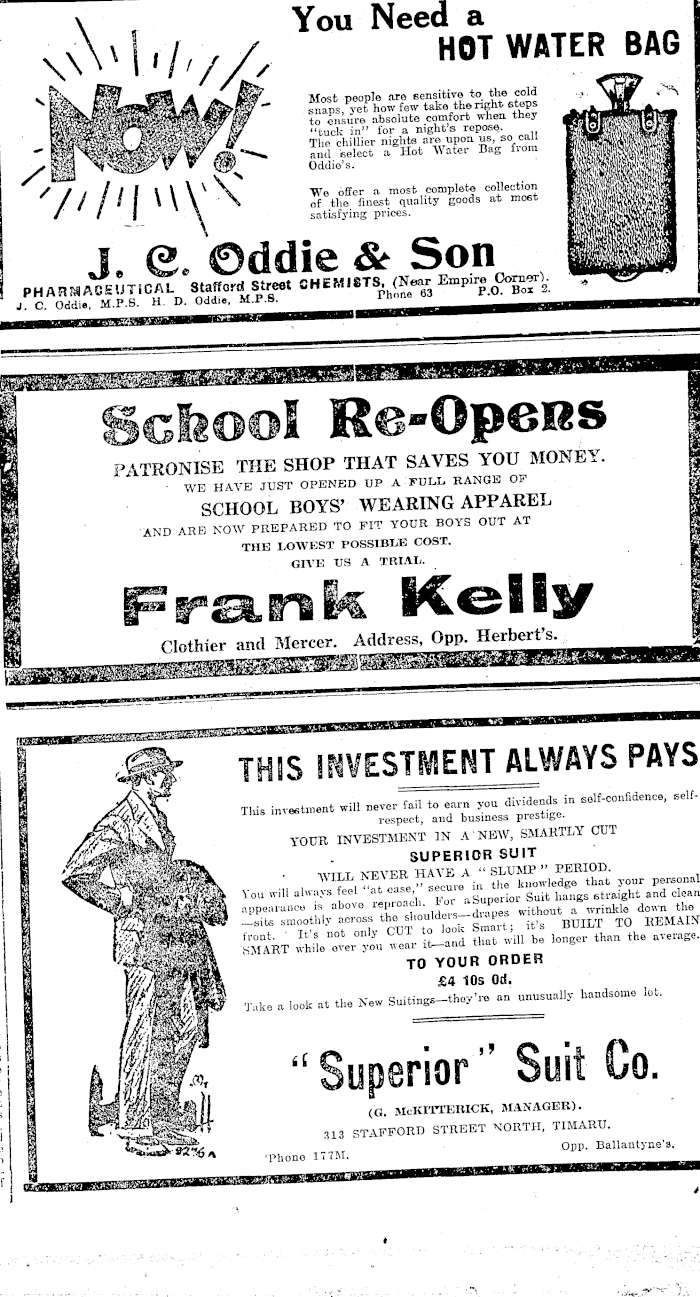 You Need a
HOT WATER BAG
NOW!
Most people are sensitive to the cold
snaps, yet how few take the right steps
to ensure absolute comfort when they
"tuck in" for a night's repose.
The chillier nights are upon us, so call
and select a Hot Water Bag from
Oddie's.
We offer a most complete collection
of the finest quality goods at most
satisfying prices.
J. C. Oddie & Son
PHARMACEUTICAL Stafford Street CHEMISTS, (Near Empire Corner).
J. C. Oddie, M.P.S. H. D. Oddie, M.P.S. Phone 63 P.O. Box 2.
School Re-Opens
PATRONISE THE SHOP THAT SAVES YOU MONEY.
WE HAVE JUST OPENED UP A FULL RANGE OF
SCHOOL BOYS' WEARING APPAREL
AND ARE NOW PREPARED TO FIT YOUR BOYS OUT AT
THE LOWEST POSSIBLE COST.
GIVE US A TRIAL.
Frank Kelly
Clothier and Mercer. Address, Opp. Herbert's.
THIS INVESTMENT ALWAYS PAYS
This investment will never fail to earn you dividends in self-confidence, self-
respect, and business prestige.
YOUR INVESTMENT IN A NEW, SMARTLY CUT
SUPERIOR SUIT
WILL NEVER HAVE A "SLUMP" PERIOD.
You will always feel "at ease," secure in the knowledge that your personal
appearance is above reproach. For a Superior Suit hangs straight and clean
—sits smoothly across the shoulders—drapes without a wrinkle down the
front. It's not only CUT to look Smart; it's BUILT TO REMAIN
SMART while ever you wear it—and that will be longer than the average.
TO YOUR ORDER
£4 10s 0d.
Take a look at the New Suitings—they're an unusually handsome lot.
"Superior" Suit Co.
(G. McKITTERICK, MANAGER).
313 STAFFORD STREET NORTH, TIMARU.
'Phone 177M. Opp. Ballantyne's.